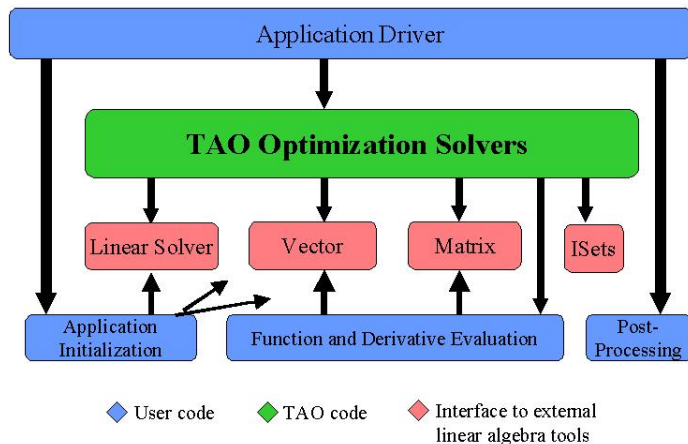 Application Driver
TAO Optimization Solvers
Linear Solver
Vector
Matrix
ISets
Application
Initialization
Function and Derivative Evaluation
Post-
Processing
User code
TAO code
Interface to external
linear algebra tools